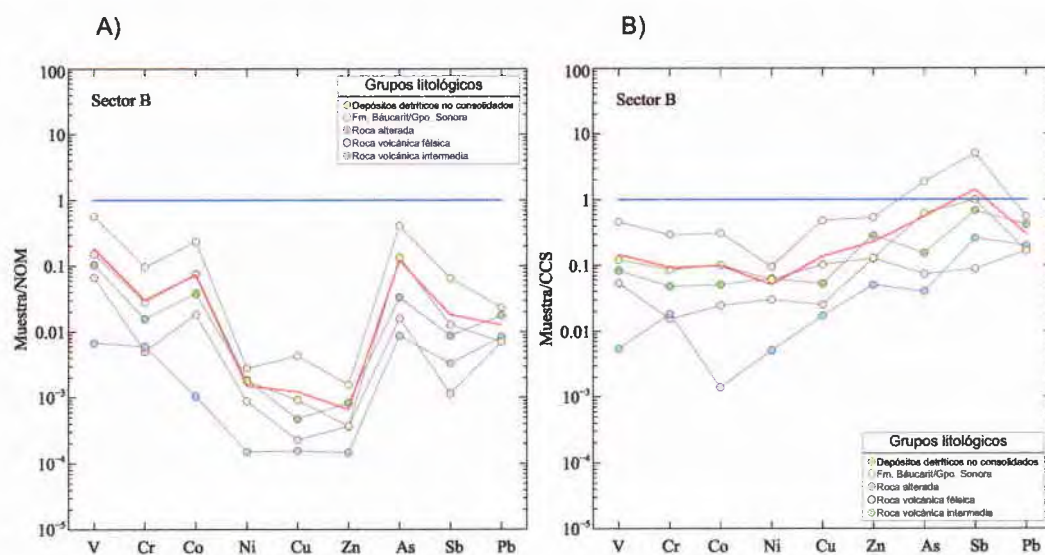 A)
B)
100
10
1
0.1
0.01
10⁻³
10⁻⁴
10⁻⁵
Muestra/NOM
Sector B
Grupos litológicos
Depósitos detríticos no consolidados
Fm. Báucarit/Gpo. Sonora
Roca alterada
Roca volcánica félsica
Roca volcánica intermedia
V Cr Co Ni Cu Zn As Sb Pb
100
10
1
0.1
0.01
10⁻³
10⁻⁴
10⁻⁵
Muestra/CCS
Sector B
Grupos litológicos
Depósitos detríticos no consolidados
Fm. Báucarit/Gpo. Sonora
Roca alterada
Roca volcánica félsica
Roca volcánica intermedia
V Cr Co Ni Cu Zn As Sb Pb